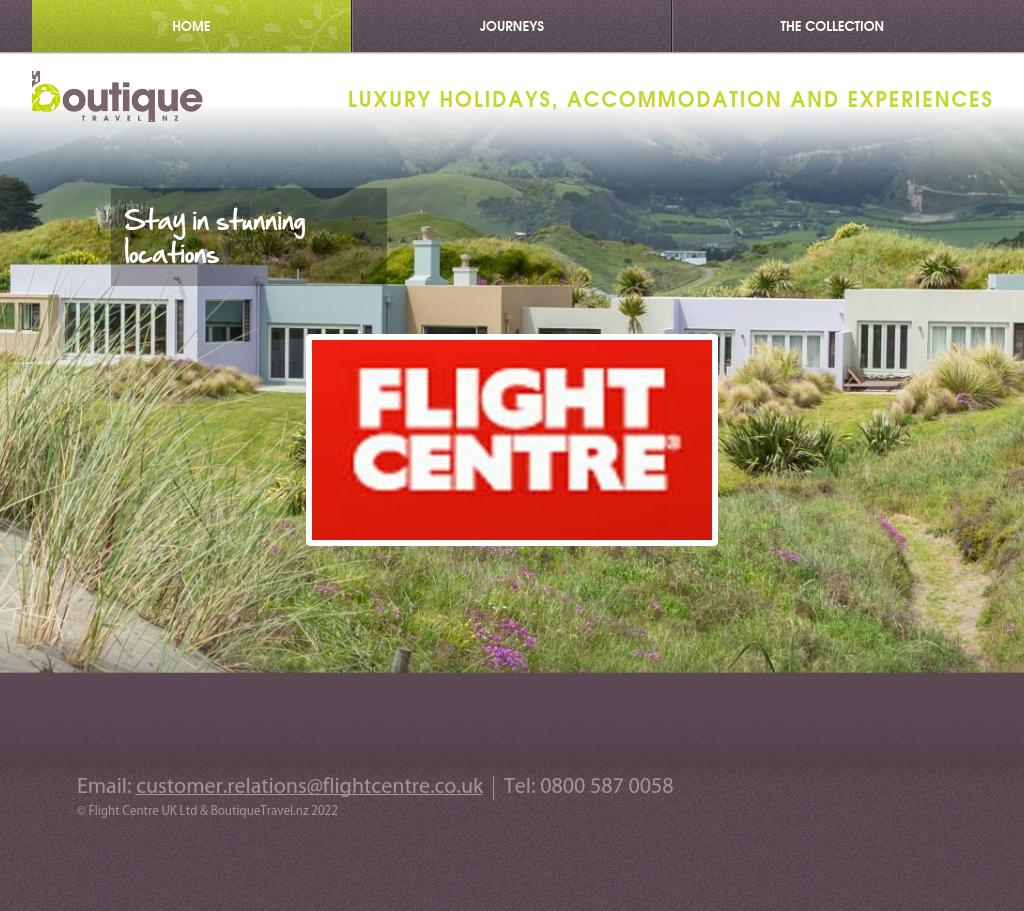 HOME
JOURNEYS
THE COLLECTION
boutique
TRAVEL NZ
LUXURY HOLIDAYS, ACCOMMODATION AND EXPERIENCES
Stay in stunning
locations
FLIGHT
CENTRE
Email: customer.relations@flightcentre.co.uk | Tel: 0800 587 0058
© Flight Centre UK Ltd & BoutiqueTravel.nz 2022